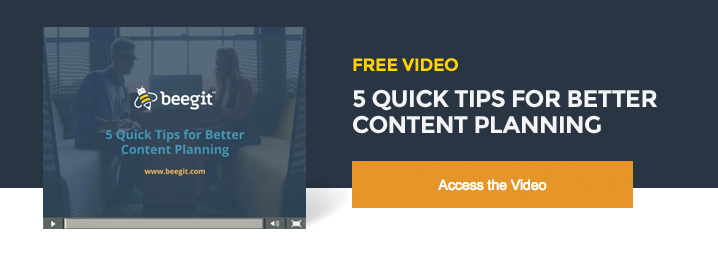 beegit™
5 Quick Tips for Better
Content Planning
www.beegit.com
FREE VIDEO
5 QUICK TIPS FOR BETTER
CONTENT PLANNING
Access the Video